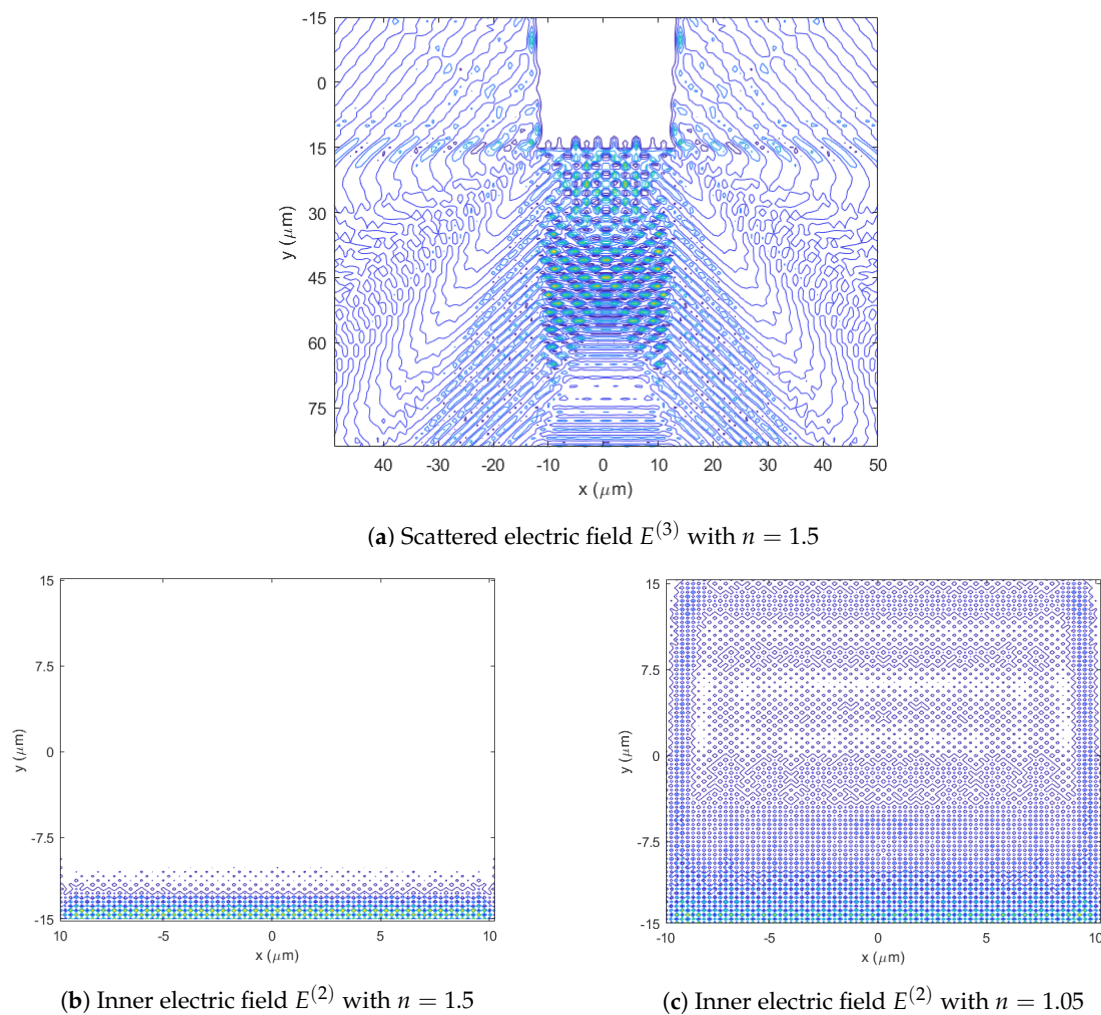 -15
0
15
30
45
60
75
y (μm)
40 -30 -20 -10 0 10 20 30 40 50
x (μm)
(a) Scattered electric field E^(3) with n = 1.5
15
7.5
0
-7.5
-15
y (μm)
10 -5 0 5 10
x (μm)
(b) Inner electric field E^(2) with n = 1.5
15
7.5
0
-7.5
-15
y (μm)
-10 -5 0 5 10
x (μm)
(c) Inner electric field E^(2) with n = 1.05